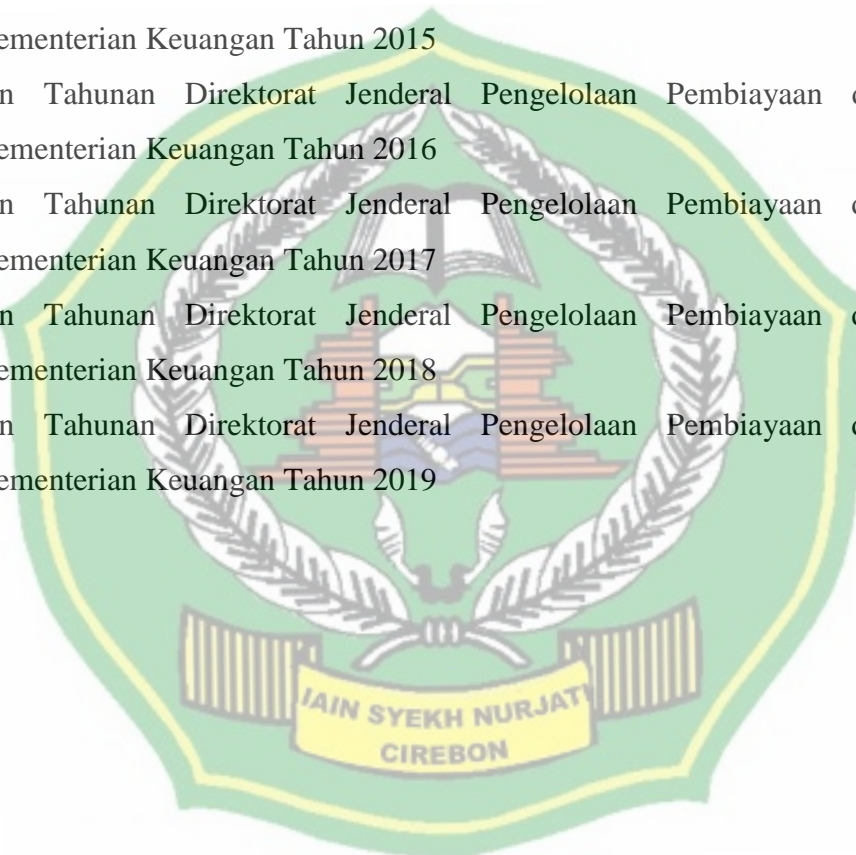 ementerian Keuangan Tahun 2015
n Tahunan Direktorat Jenderal Pengelolaan Pembiayaan
ementerian Keuangan Tahun 2016
n Tahunan Direktorat Jenderal Pengelolaan Pembiayaan
ementerian Keuangan Tahun 2017
n Tahunan Direktorat Jenderal Pengelolaan Pembiayaan
ementerian Keuangan Tahun 2018
n Tahunan Direktorat Jenderal Pengelolaan Pembiayaan
ementerian Keuangan Tahun 2019
IAIN SYEKH NURJATI
CIREBON